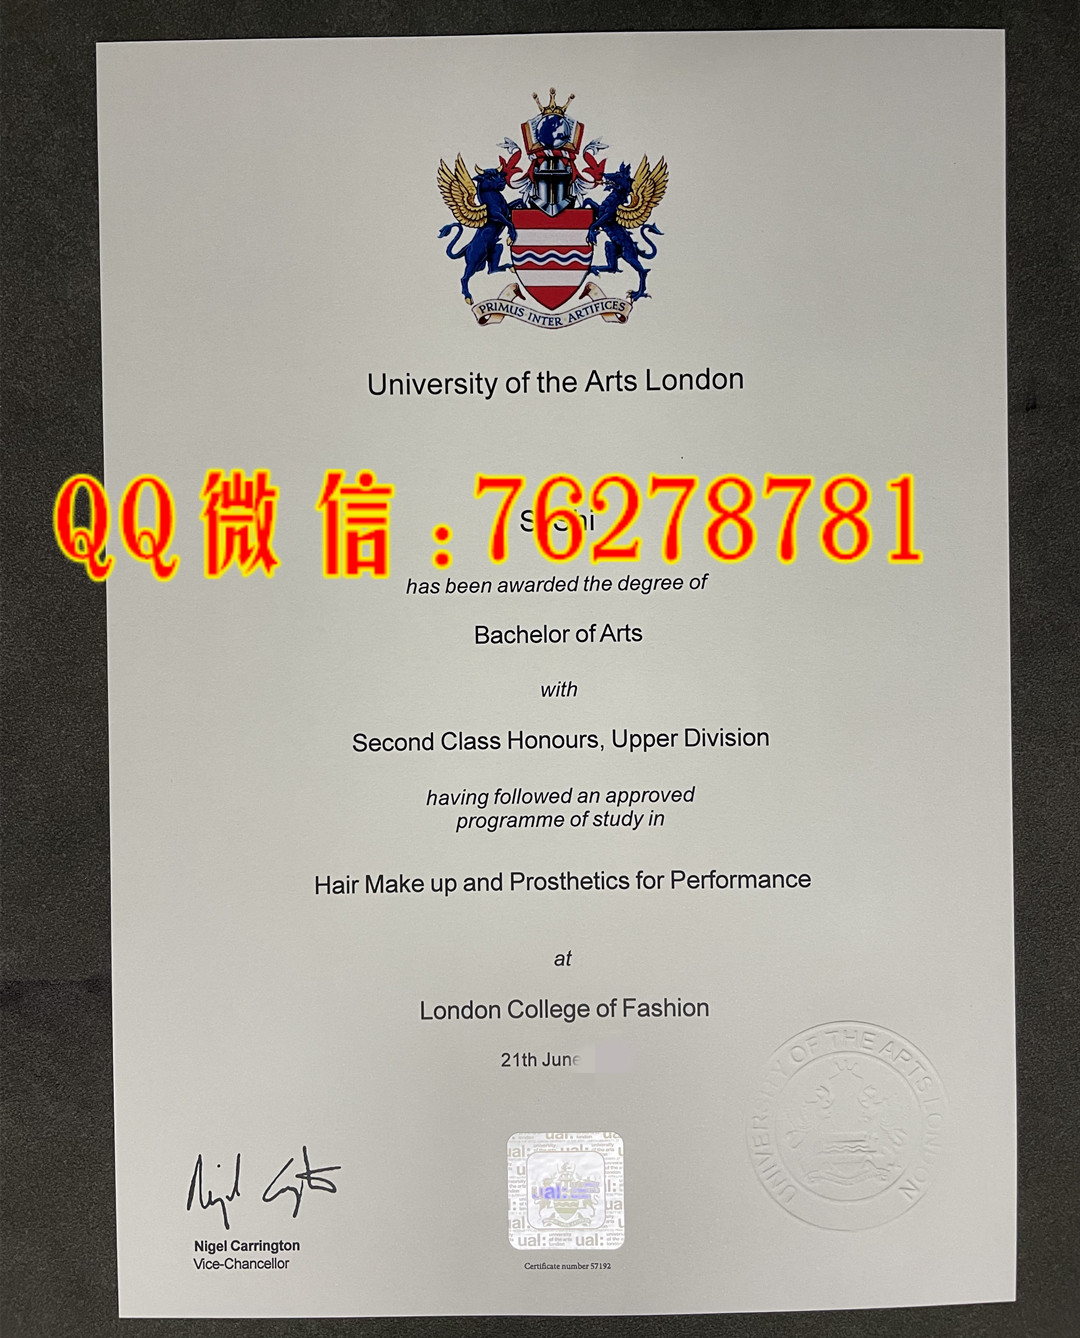 PRIMUS INTER ARTIFICES
University of the Arts London
QQ微信:76278781
has been awarded the degree of
Bachelor of Arts
with
Second Class Honours, Upper Division
having followed an approved
programme of study in
Hair Make up and Prosthetics for Performance
at
London College of Fashion
21th June
UNIVERSITY OF THE ARTS LONDON
ual:
Nigel Carrington
Vice-Chancellor
Certificate number 57192